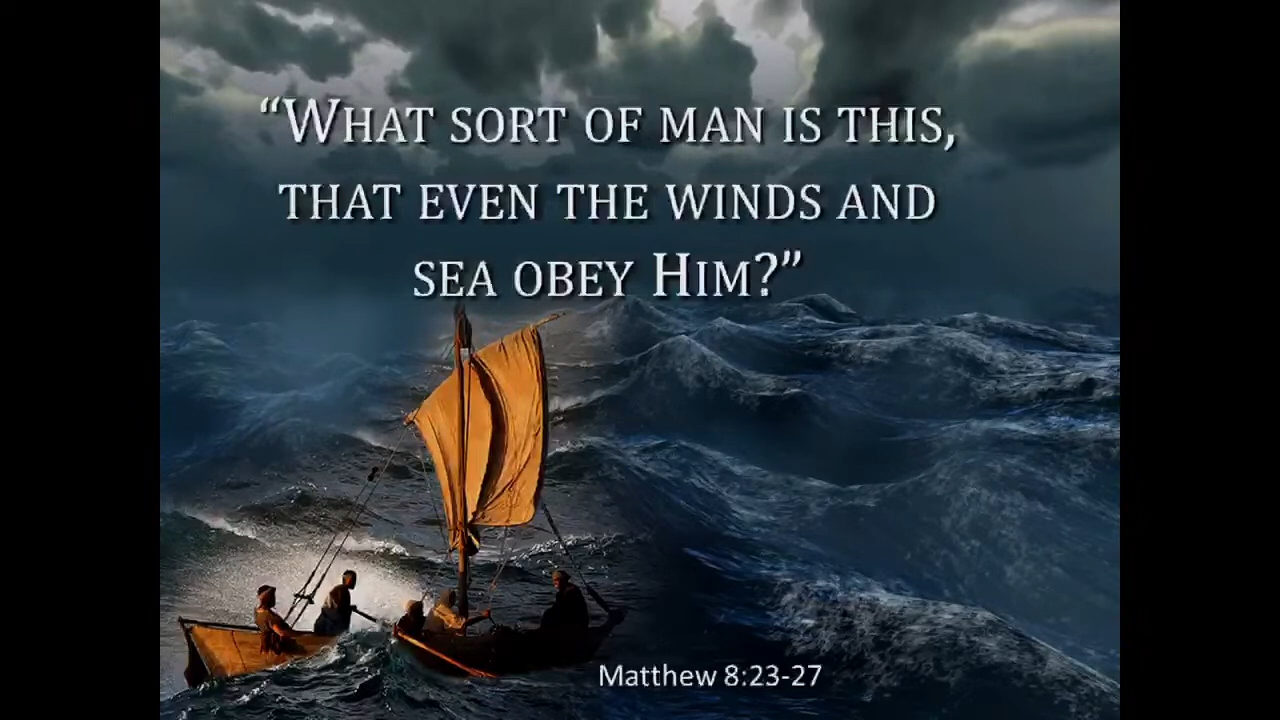 “WHAT SORT OF MAN IS THIS,
THAT EVEN THE WINDS AND
SEA OBEY HIM?”
Matthew 8:23-27